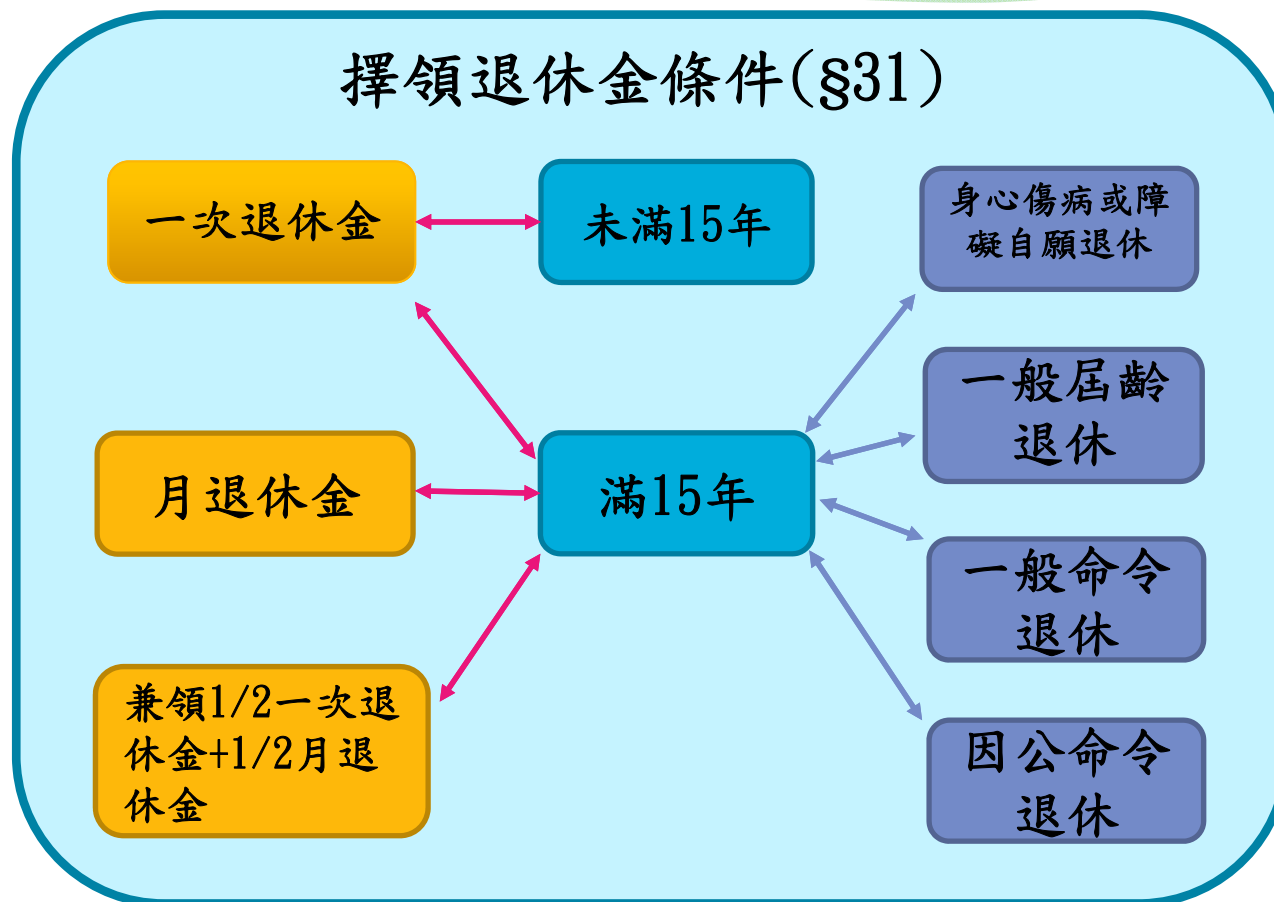 擇領退休金條件(§31)
一次退休金
未滿15年
身心傷病或障
礙自願退休
一般屆齡
退休
月退休金
滿15年
一般命令
退休
兼領1/2一次退
休金+1/2月退
休金
因公命令
退休